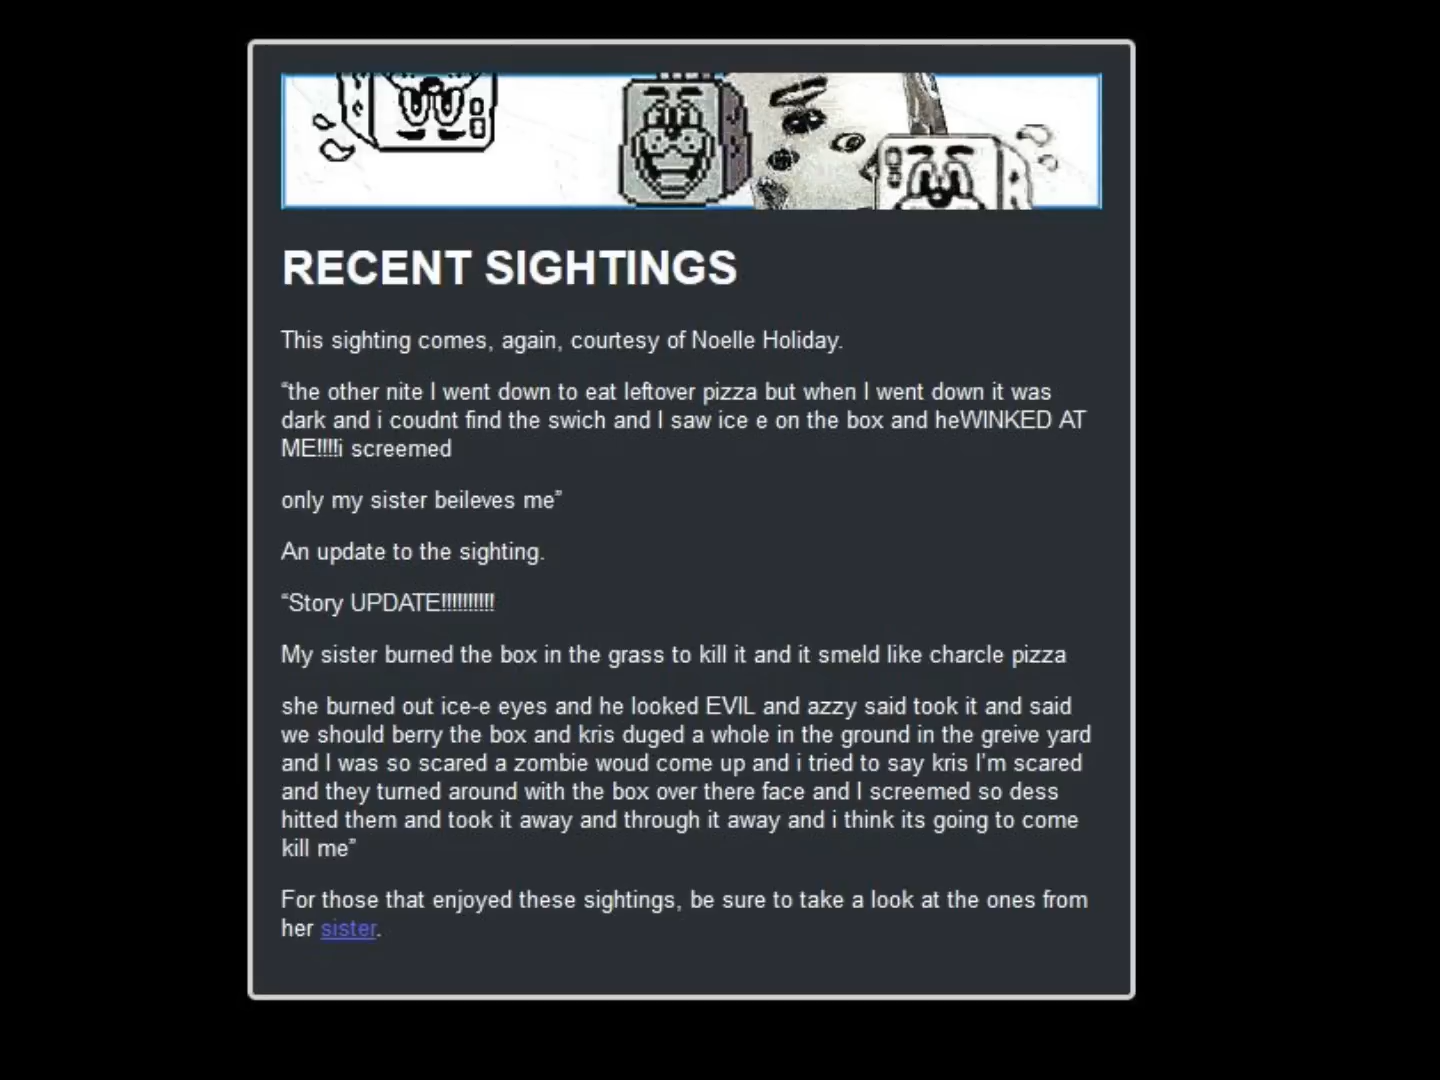 RECENT SIGHTINGS
This sighting comes, again, courtesy of Noelle Holiday.
“the other nite I went down to eat leftover pizza but when I went down it was
dark and i coudnt find the swich and I saw ice e on the box and heWINKED AT
ME!!!!i screemed
only my sister beileves me”
An update to the sighting.
“Story UPDATE!!!!!!!!!!
My sister burned the box in the grass to kill it and it smeld like charcle pizza
she burned out ice-e eyes and he looked EVIL and azzy said took it and said
we should berry the box and kris duged a whole in the ground in the greive yard
and I was so scared a zombie woud come up and i tried to say kris I'm scared
and they turned around with the box over there face and I screemed so dess
hitted them and took it away and through it away and i think its going to come
kill me”
For those that enjoyed these sightings, be sure to take a look at the ones from
her sister.